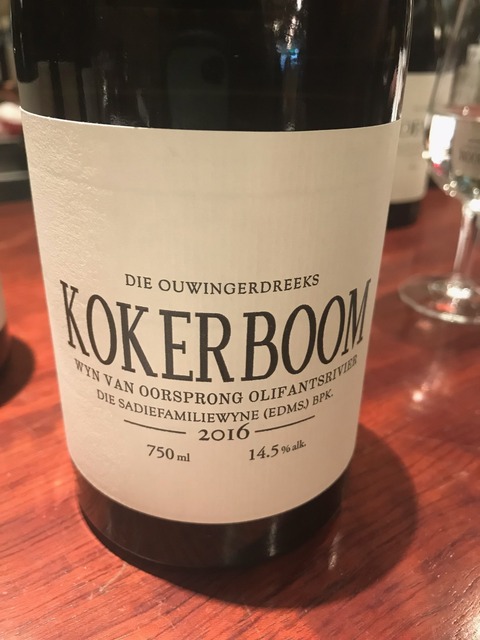 DIE OUWINGERDREEKS
KOKERBOOM
WYN VAN OORSPRONG OLIFANTSRIVIER
DIE SADIEFAMILIEWYNE (EDMS.) BPK.
2016
750 ml 14.5 % alk.